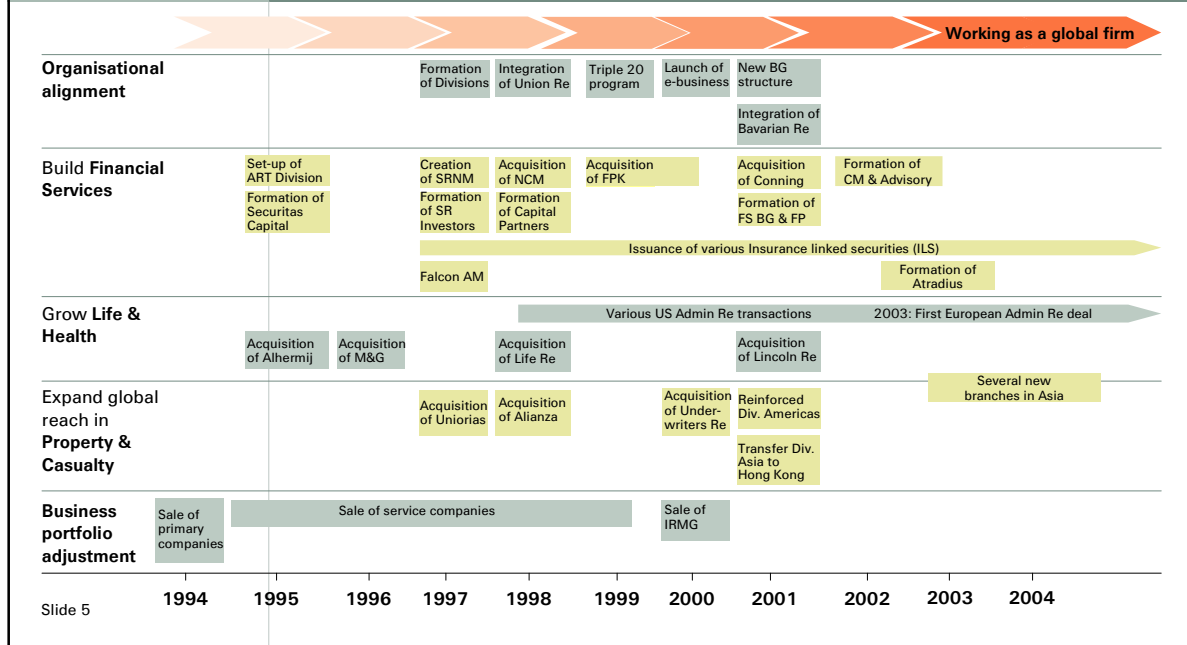 Working as a global firm
Organisational
alignment
Formation
of Divisions
Integration
of Union Re
Triple 20
program
Launch of
e-business
New BG
structure
Integration of
Bavarian Re
Build Financial
Services
Set-up of
ART Division
Formation of
Securitas
Capital
Creation
of SRNM
Formation
of SR
Investors
Acquisition
of NCM
Formation
of Capital
Partners
Acquisition
of FPK
Acquisition
of Conning
Formation of
FS BG & FP
Formation of
CM & Advisory
Issuance of various Insurance linked securities (ILS)
Falcon AM
Formation of
Atradius
Grow Life &
Health
Various US Admin Re transactions
2003: First European Admin Re deal
Acquisition
of Alhermij
Acquisition
of M&G
Acquisition
of Life Re
Acquisition
of Lincoln Re
Expand global
reach in
Property &
Casualty
Acquisition
of Uniorias
Acquisition
of Alianza
Acquisition
of Under-
writers Re
Reinforced
Div. Americas
Transfer Div.
Asia to
Hong Kong
Several new
branches in Asia
Business
portfolio
adjustment
Sale of
primary
companies
Sale of service companies
Sale of
IRMG
Slide 5
1994 1995 1996 1997 1998 1999 2000 2001 2002 2003 2004